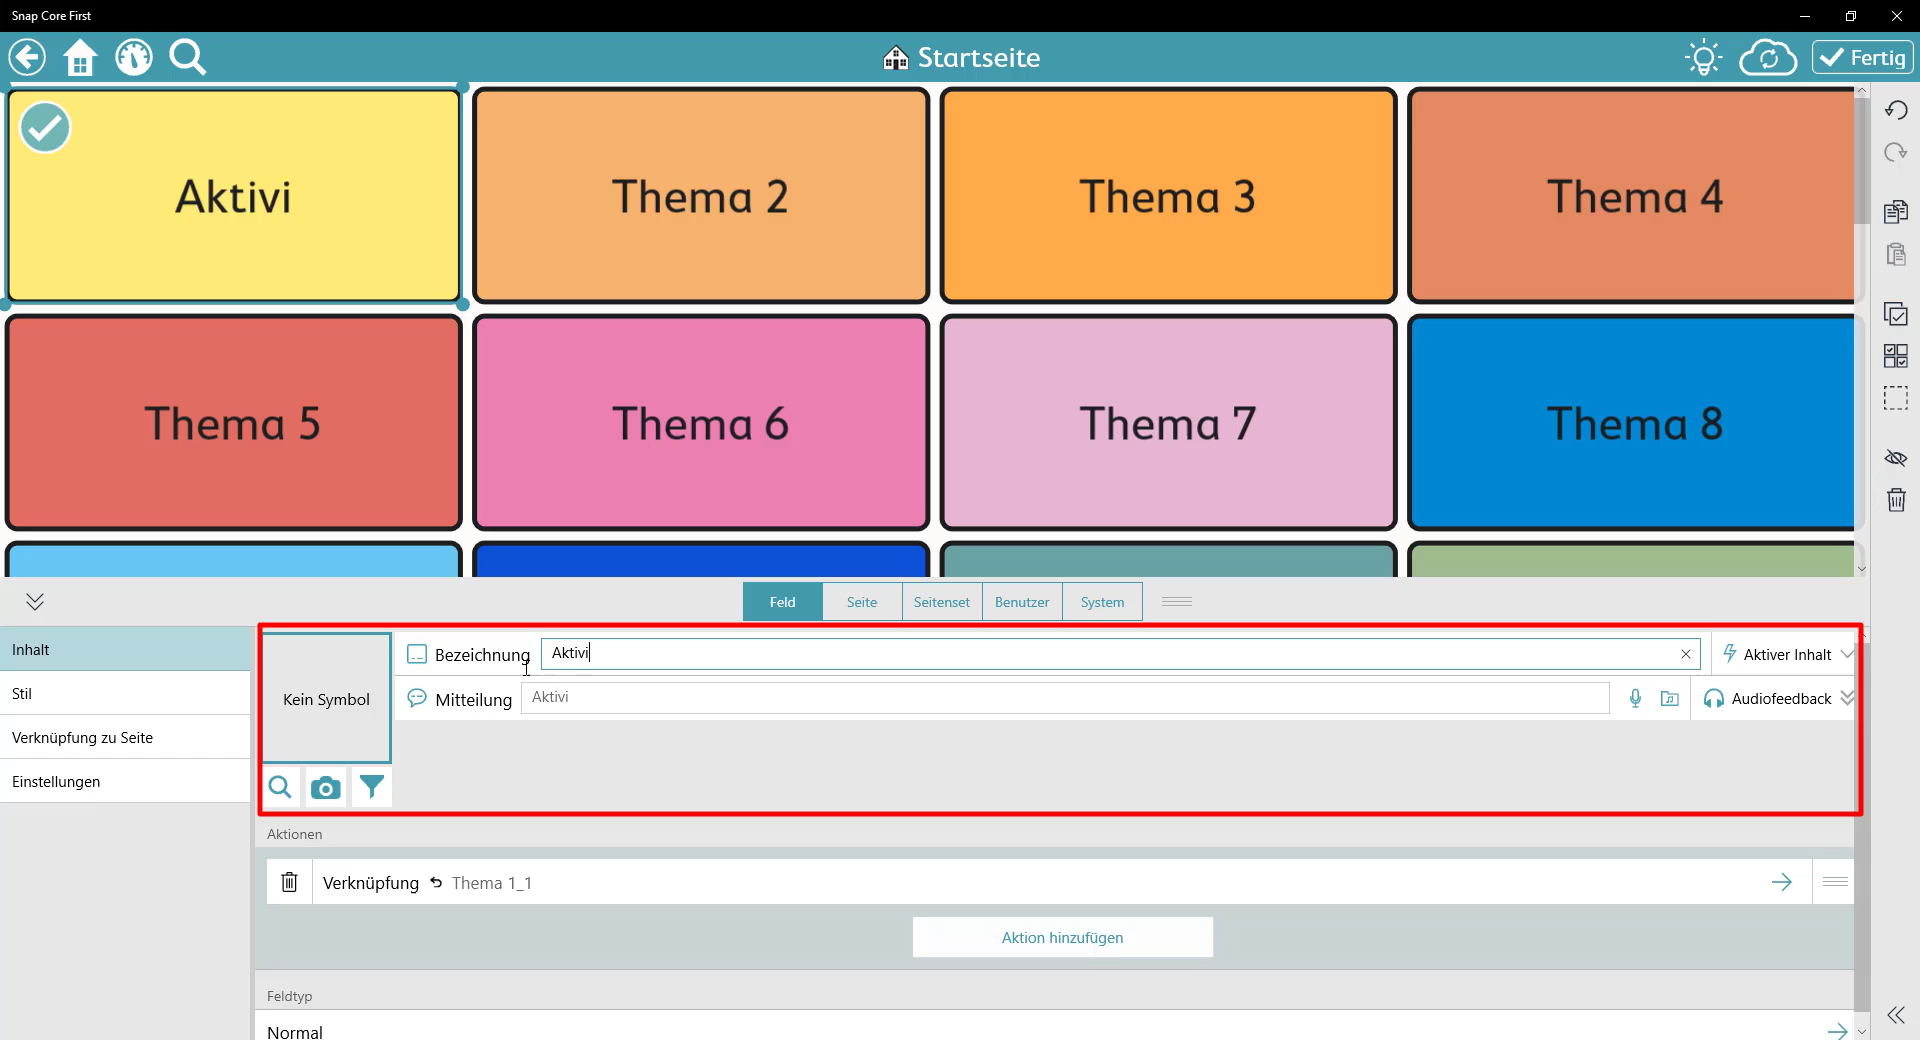 Snap Core First
Startseite
Fertig
Aktivi
Thema 2
Thema 3
Thema 4
Thema 5
Thema 6
Thema 7
Thema 8
Feld
Seite
Seitenset
Benutzer
System
Inhalt
Stil
Verknüpfung zu Seite
Einstellungen
Kein Symbol
Bezeichnung
Aktivi
Aktiver Inhalt
Mitteilung
Aktivi
Audiofeedback
Aktionen
Verknüpfung Thema 1_1
Aktion hinzufügen
Feldtyp
Normal